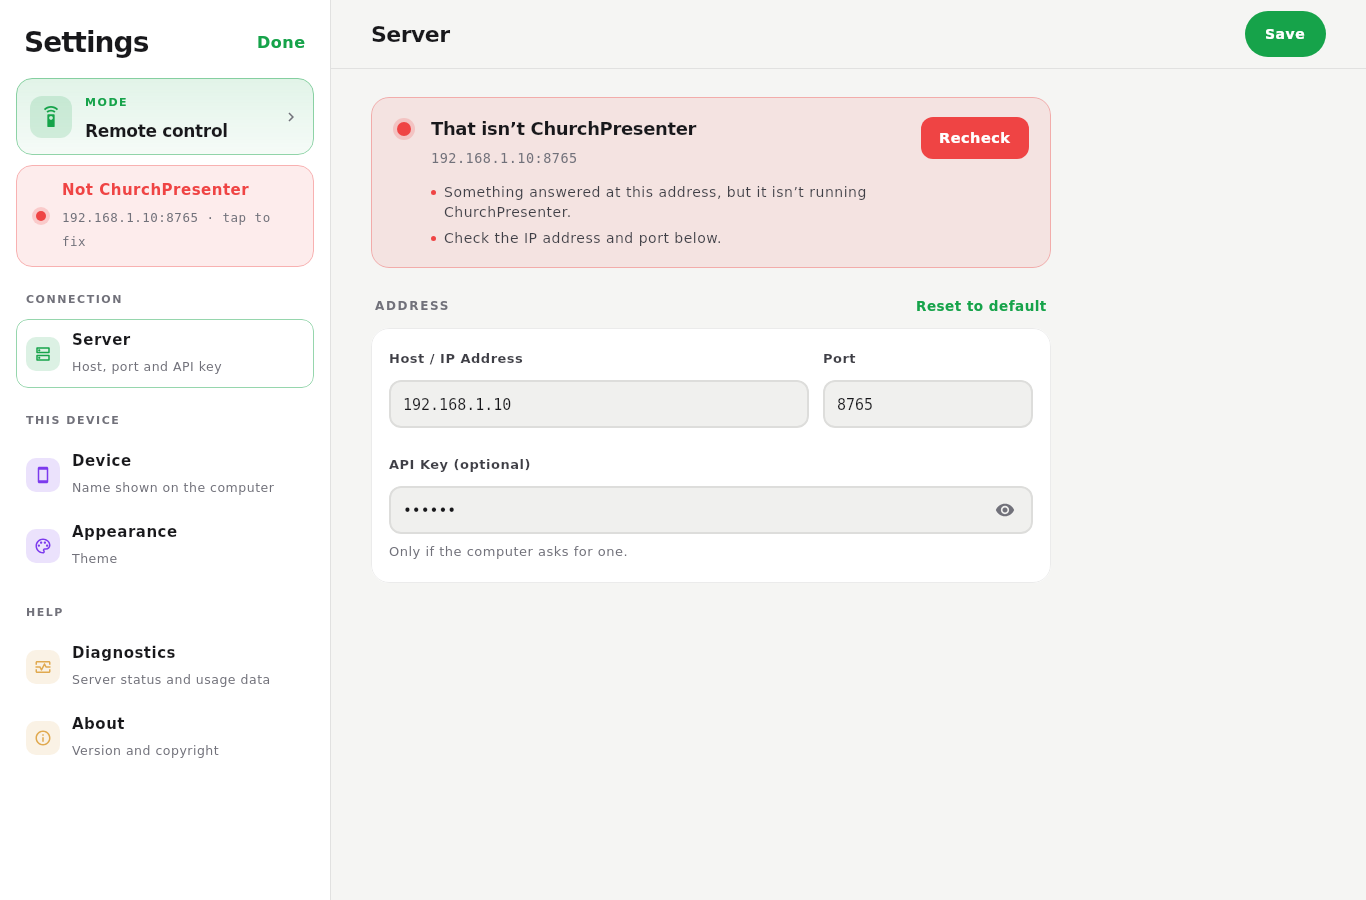 Settings
Done
MODE
Remote control
Not ChurchPresenter
192.168.1.10:8765 · tap to
fix
CONNECTION
Server
Host, port and API key
THIS DEVICE
Device
Name shown on the computer
Appearance
Theme
HELP
Diagnostics
Server status and usage data
About
Version and copyright
Server
Save
That isn’t ChurchPresenter
192.168.1.10:8765
Recheck
Something answered at this address, but it isn’t running
ChurchPresenter.
Check the IP address and port below.
ADDRESS
Reset to default
Host / IP Address
Port
192.168.1.10
8765
API Key (optional)
••••••
Only if the computer asks for one.